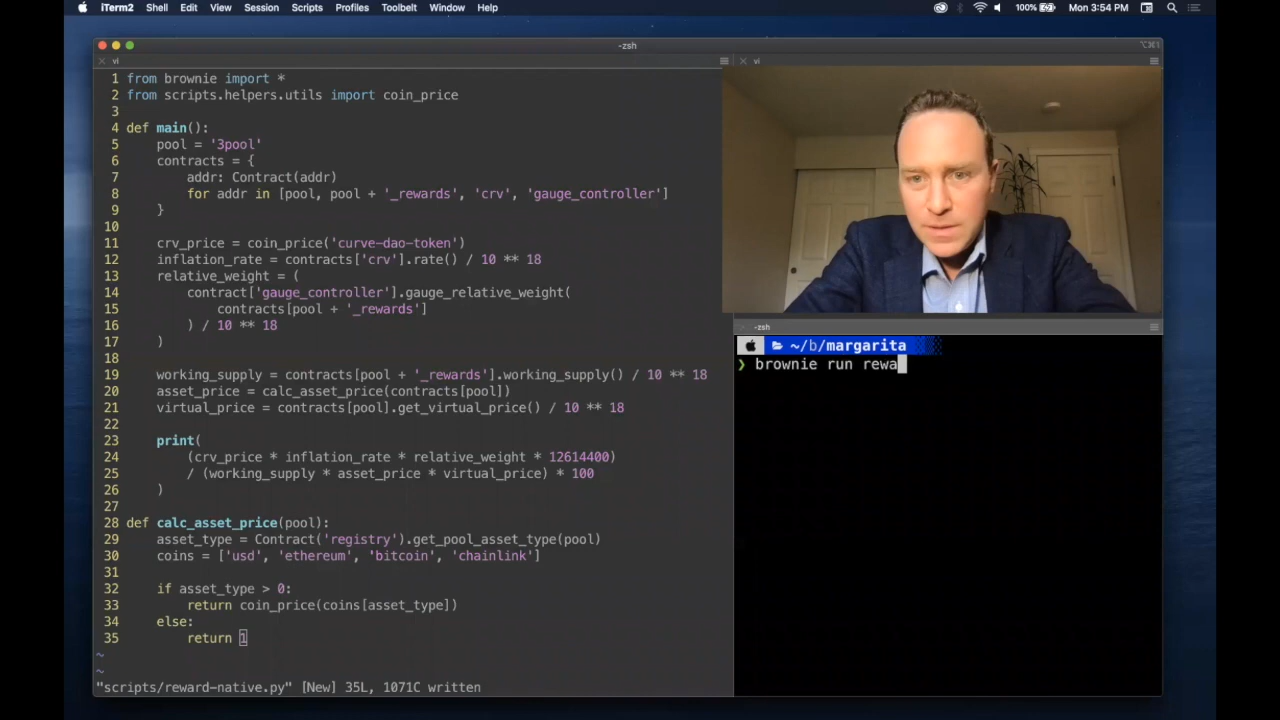 iTerm2 Shell Edit View Session Scripts Profiles Toolbelt Window Help 100% Mon 3:54 PM
-zsh ⌥⌘1
vi
vi
1 from brownie import *
2 from scripts.helpers.utils import coin_price
3
4 def main():
5     pool = '3pool'
6     contracts = {
7         addr: Contract(addr)
8         for addr in [pool, pool + '_rewards', 'crv', 'gauge_controller']
9     }
10
11     crv_price = coin_price('curve-dao-token')
12     inflation_rate = contracts['crv'].rate() / 10 ** 18
13     relative_weight = (
14         contract['gauge_controller'].gauge_relative_weight(
15             contracts[pool + '_rewards']
16         ) / 10 ** 18
17     )
18
19     working_supply = contracts[pool + '_rewards'].working_supply() / 10 ** 18
20     asset_price = calc_asset_price(contracts[pool])
21     virtual_price = contracts[pool].get_virtual_price() / 10 ** 18
22
23     print(
24         (crv_price * inflation_rate * relative_weight * 12614400)
25         / (working_supply * asset_price * virtual_price) * 100
26     )
27
28 def calc_asset_price(pool):
29     asset_type = Contract('registry').get_pool_asset_type(pool)
30     coins = ['usd', 'ethereum', 'bitcoin', 'chainlink']
31
32     if asset_type > 0:
33         return coin_price(coins[asset_type])
34     else:
35         return 1
~
~
"scripts/reward-native.py" [New] 35L, 1071C written
-zsh
~/b/margarita
❯ brownie run rewa